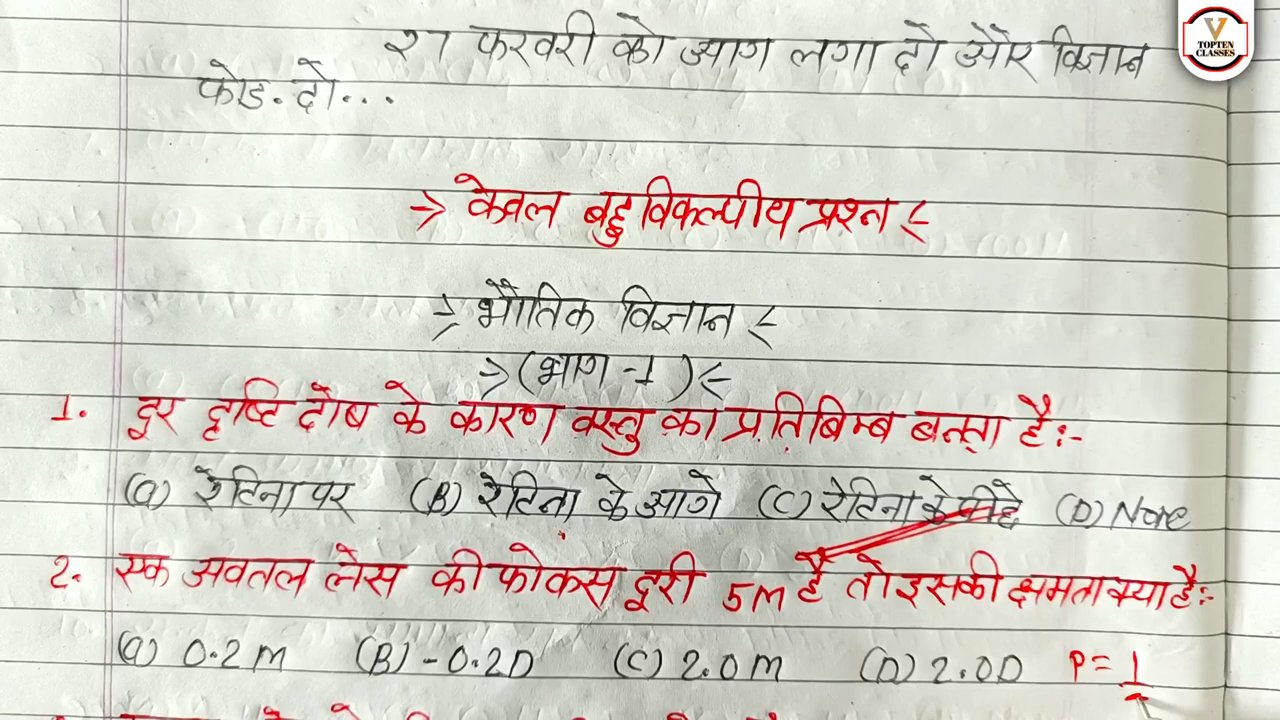 V
TOPTEN
CLASSES
27 फरवरी को आग लगा दो और विज्ञान
फोड़. दो...
→ केवल बहुविकल्पीय प्रश्न ←
भौतिक विज्ञान
→ (भाग -1) ←
1. दूर दृष्टि दोष के कारण वस्तु का प्रतिबिम्ब बनता है:-
(a) रेटिना पर (B) रेटिना के आगे (C) रेटिना के पीछे (D) None
2. एक अवतल लेंस की फोकस दूरी 5m है तो इसकी क्षमता क्या है:-
(a) 0.2 m (B) -0.2D (C) 2.0 m (D) 2.0D P = 1